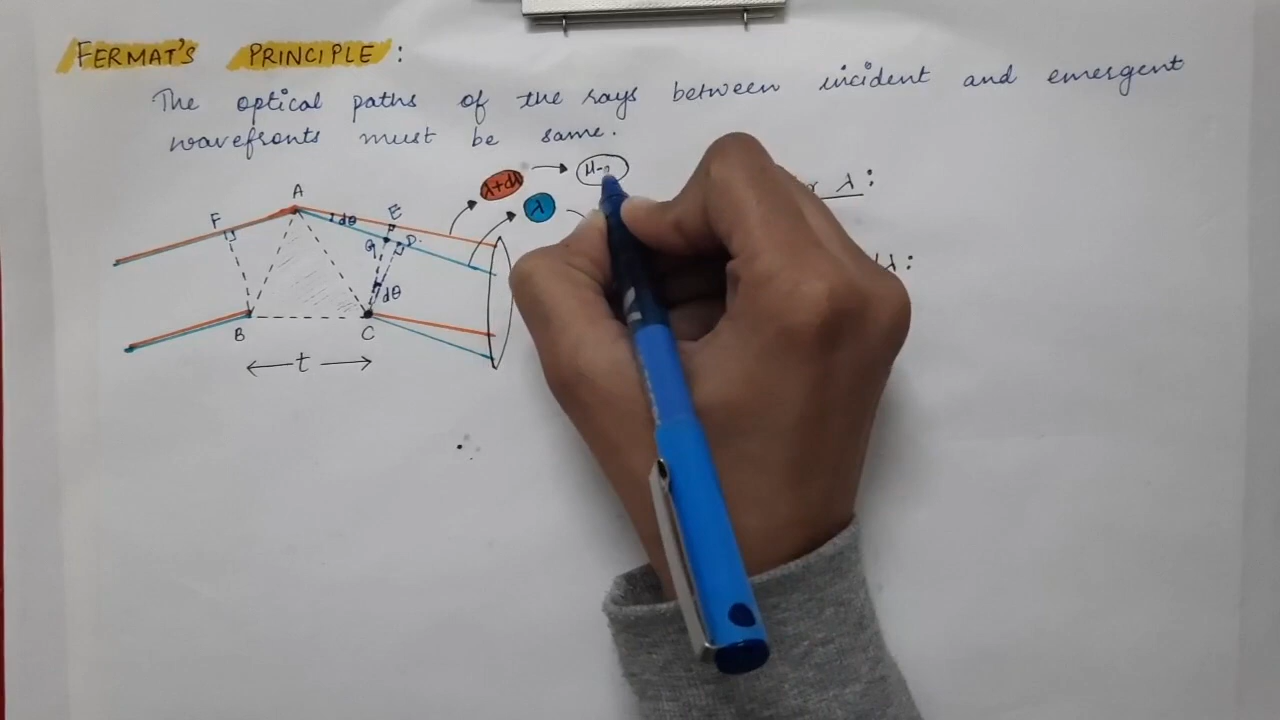 FERMAT'S PRINCIPLE :
The optical paths of the rays between incident and emergent
wavefronts must be same.
λ+dλ
μ-
λ
λ:
dλ:
A
F
dθ
E
G
D.
dθ
B
C
t